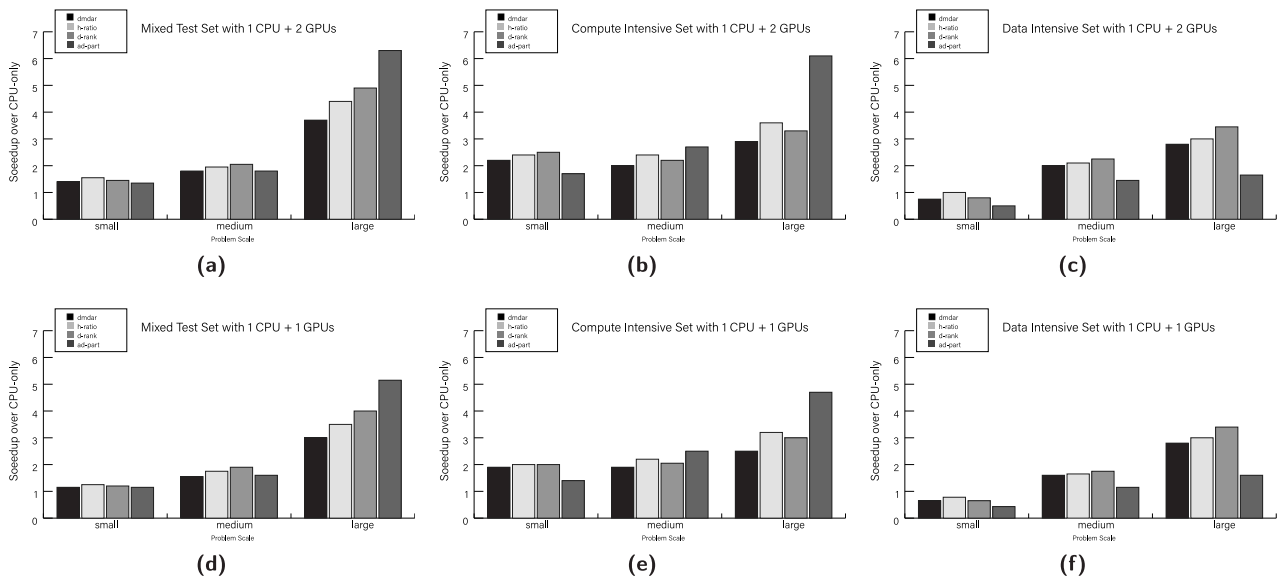 Mixed Test Set with 1 CPU + 2 GPUs
dmdar
h-ratio
d-rank
ad-part
Soeedup over CPU-only
7
6
5
4
3
2
1
0
small
medium
large
Problem Scale
(a)
Compute Intensive Set with 1 CPU + 2 GPUs
dmdar
h-ratio
d-rank
ad-part
Soeedup over CPU-only
7
6
5
4
3
2
1
0
small
medium
large
Problem Scale
(b)
Data Intensive Set with 1 CPU + 2 GPUs
dmdar
h-ratio
d-rank
ad-part
Soeedup over CPU-only
7
6
5
4
3
2
1
0
small
medium
large
Problem Scale
(c)
Mixed Test Set with 1 CPU + 1 GPUs
dmdar
h-ratio
d-rank
ad-part
Soeedup over CPU-only
7
6
5
4
3
2
1
0
small
medium
large
Problem Scale
(d)
Compute Intensive Set with 1 CPU + 1 GPUs
dmdar
h-ratio
d-rank
ad-part
Soeedup over CPU-only
7
6
5
4
3
2
1
0
small
medium
large
Problem Scale
(e)
Data Intensive Set with 1 CPU + 1 GPUs
dmdar
h-ratio
d-rank
ad-part
Soeedup over CPU-only
7
6
5
4
3
2
1
0
small
medium
large
Problem Scale
(f)